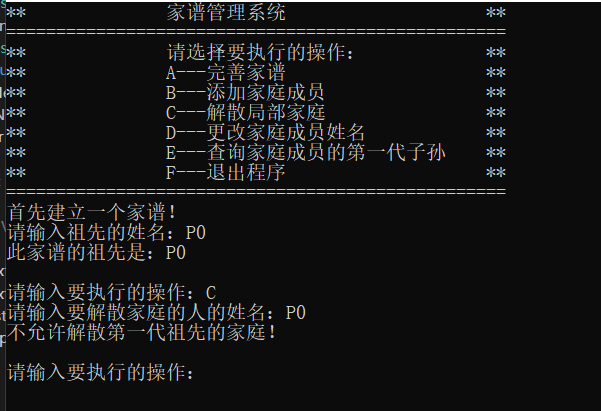 ** 家谱管理系统 **
==================================================
** 请选择要执行的操作： **
** A---完善家谱 **
** B---添加家庭成员 **
** C---解散局部家庭 **
** D---更改家庭成员姓名 **
** E---查询家庭成员的第一代子孙 **
** F---退出程序 **
==================================================
首先建立一个家谱！
请输入祖先的姓名：P0
此家谱的祖先是：P0
请输入要执行的操作：C
请输入要解散家庭的人的姓名：P0
不允许解散第一代祖先的家庭！
请输入要执行的操作：